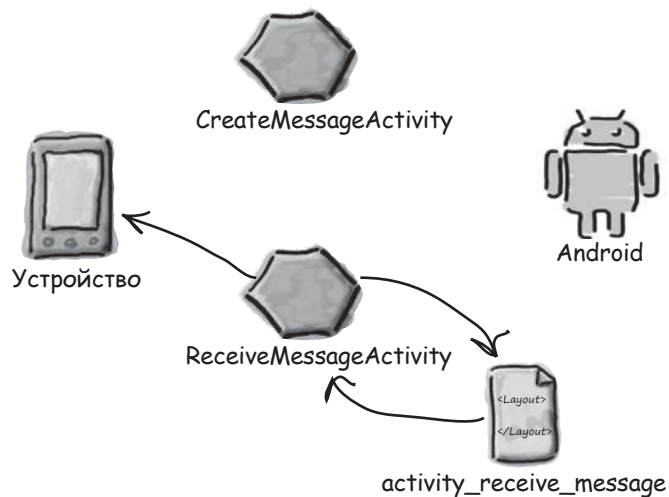 CreateMessageActivity
Устройство
Android
ReceiveMessageActivity
<Layout>
</Layout>
activity_receive_message